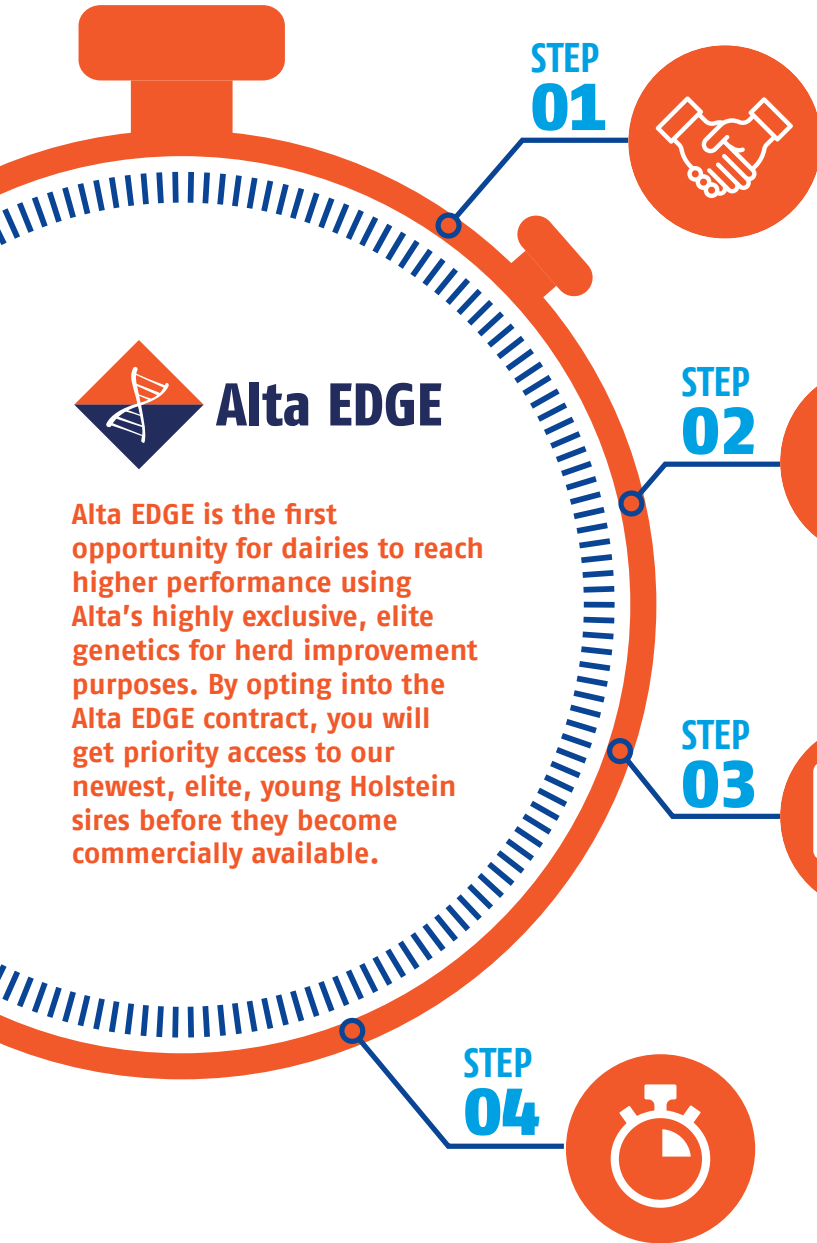 STEP
01
STEP
02
Alta EDGE
Alta EDGE is the first
opportunity for dairies to reach
higher performance using
Alta's highly exclusive, elite
genetics for herd improvement
purposes. By opting into the
Alta EDGE contract, you will
get priority access to our
newest, elite, young Holstein
sires before they become
commercially available.
STEP
03
STEP
04